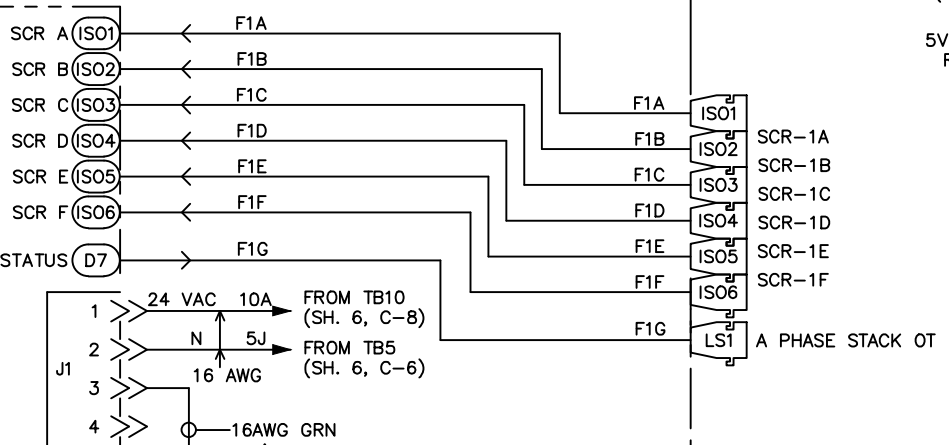 SCR A ISO1 F1A
SCR B ISO2 F1B
SCR C ISO3 F1C
SCR D ISO4 F1D
SCR E ISO5 F1E
SCR F ISO6 F1F
STATUS D7 F1G
F1A ISO1
SCR-1A
F1B ISO2
SCR-1B
F1C ISO3
SCR-1C
F1D ISO4
SCR-1D
F1E ISO5
SCR-1E
F1F ISO6
SCR-1F
F1G LS1 A PHASE STACK OT
5V
J1
1 24 VAC 10A FROM TB10
(SH. 6, C-8)
2 N 5J FROM TB5
(SH. 6, C-6)
16 AWG
3
4 16AWG GRN